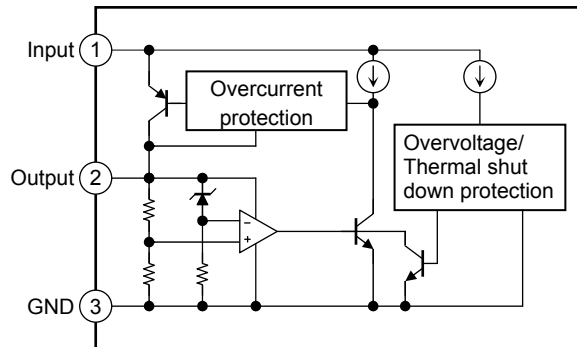 Input 1
Overcurrent
protection
Overvoltage/
Thermal shut
down protection
Output 2
−
+
GND 3